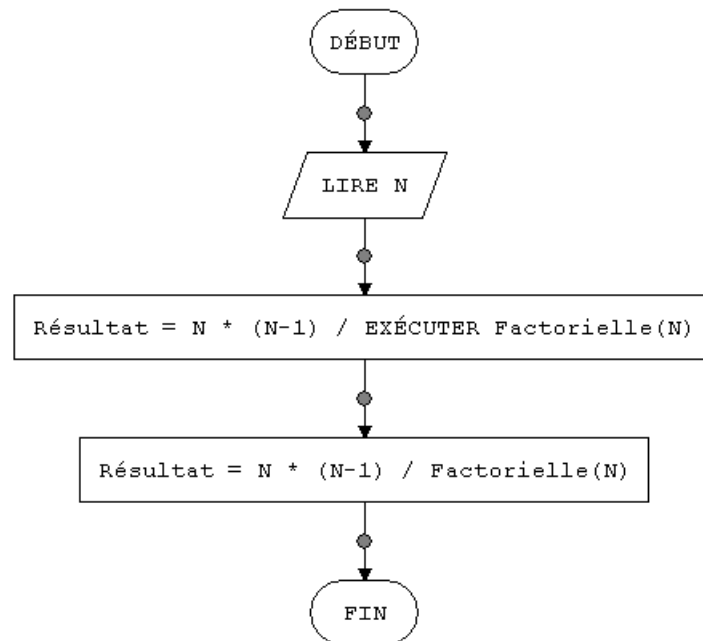 DÉBUT
LIRE N
Résultat = N * (N-1) / EXÉCUTER Factorielle(N)
Résultat = N * (N-1) / Factorielle(N)
FIN